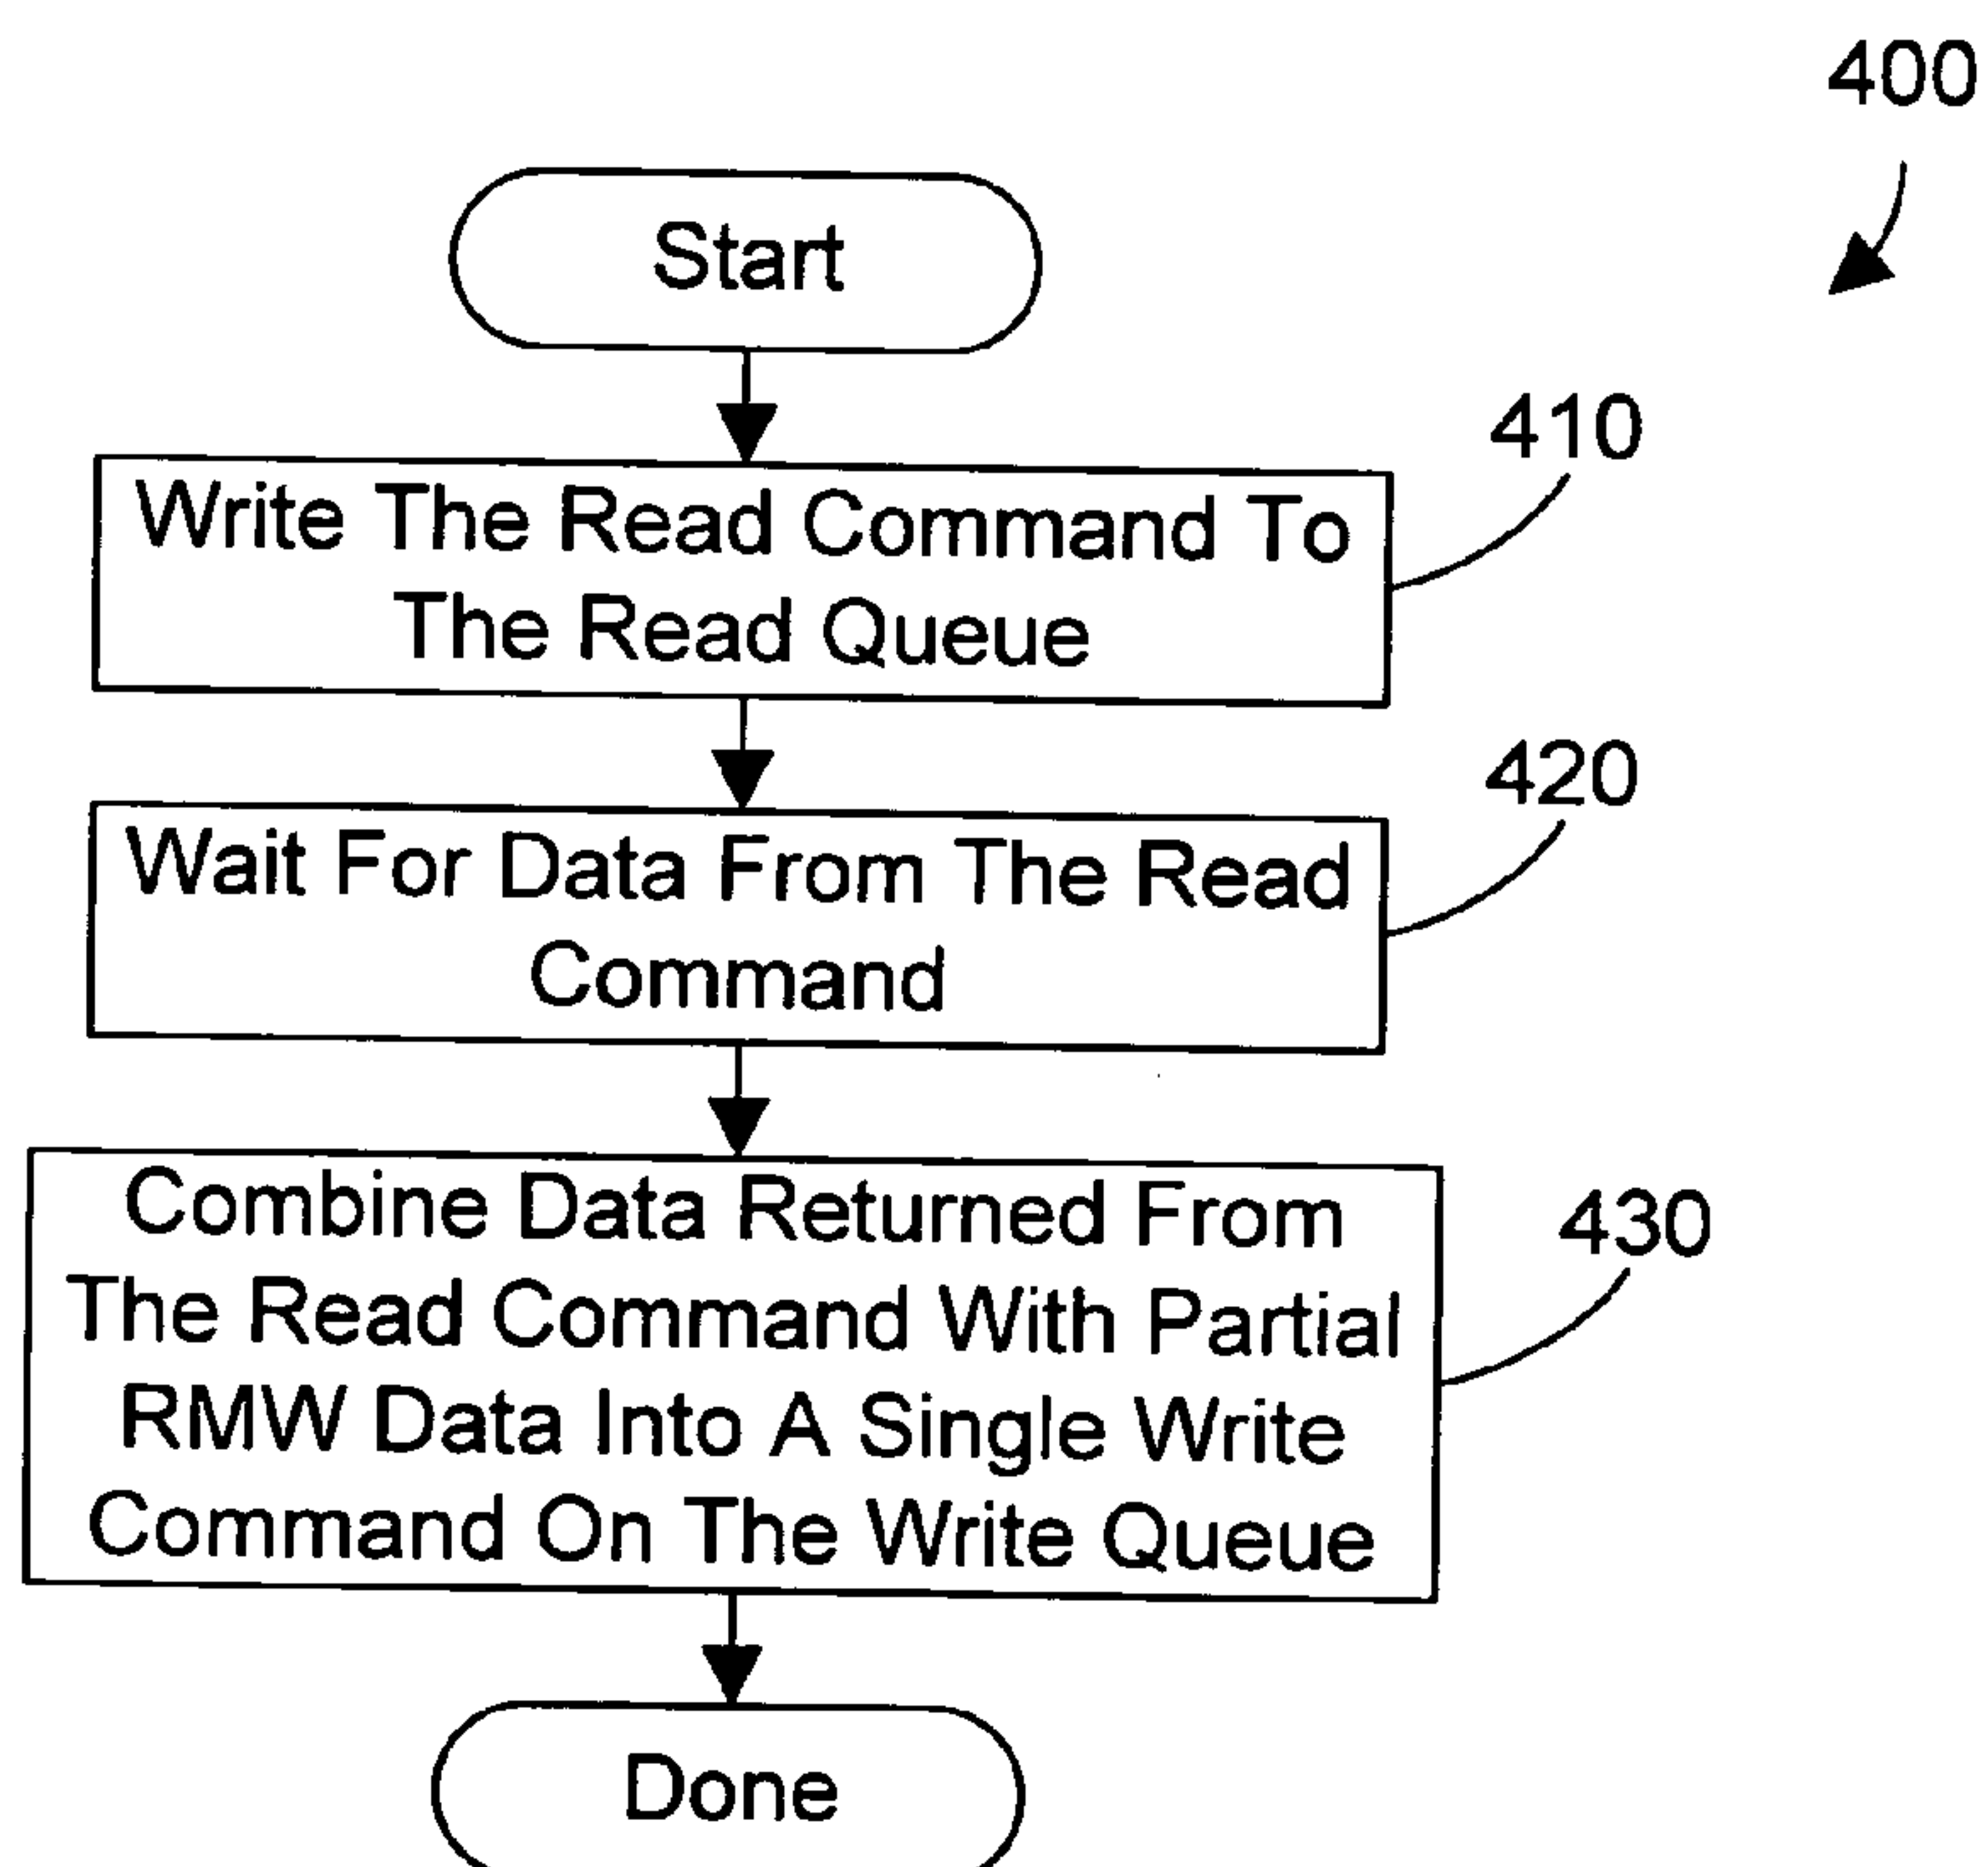 400
Start
410
Write The Read Command To
The Read Queue
420
Wait For Data From The Read
Command
430
Combine Data Returned From
The Read Command With Partial
RMW Data Into A Single Write
Command On The Write Queue
Done